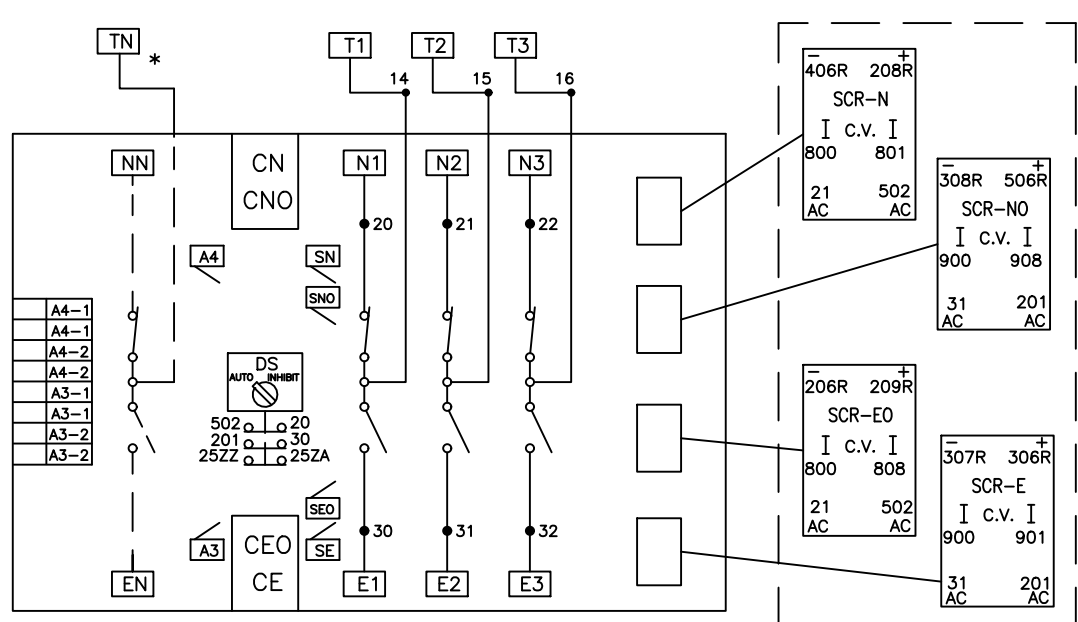 TN
*
T1 T2 T3
14 15 16
NN
CN
CNO
N1 N2 N3
20 21 22
A4
SN
SNO
A4-1
A4-1
A4-2
A4-2
A3-1
A3-1
A3-2
A3-2
DS
AUTO INHIBIT
502 20
201 30
25ZZ 25ZA
SEO
SE
A3
CEO
CE
30 31 32
EN
E1 E2 E3
- +
406R 208R
SCR-N
I C.V. I
800 801
21 502
AC AC
- +
308R 506R
SCR-NO
I C.V. I
900 908
31 201
AC AC
- +
206R 209R
SCR-EO
I C.V. I
800 808
21 502
AC AC
- +
307R 306R
SCR-E
I C.V. I
900 901
31 201
AC AC